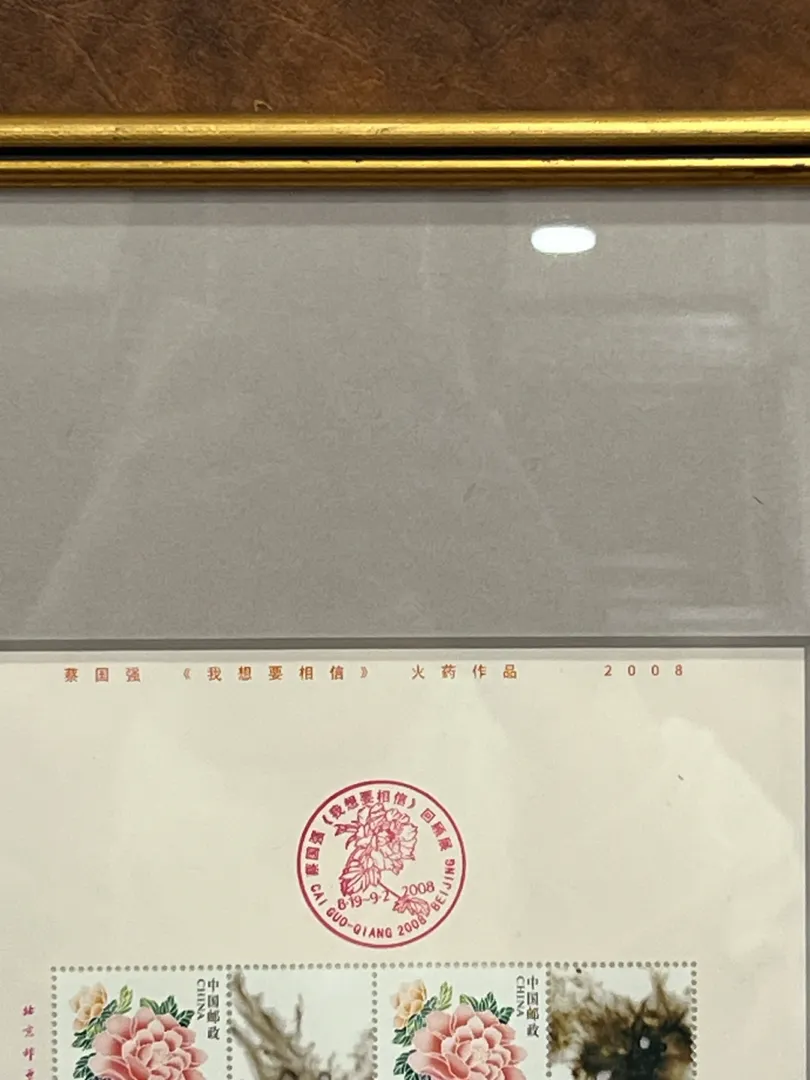 蔡国强 《我想要相信》 火药作品 2008
蔡国强《我想要相信》回顾展
8·19-9·2 2008
CAI GUO-QIANG 2008 BEIJING
中国邮政
CHINA
中国邮政
CHINA